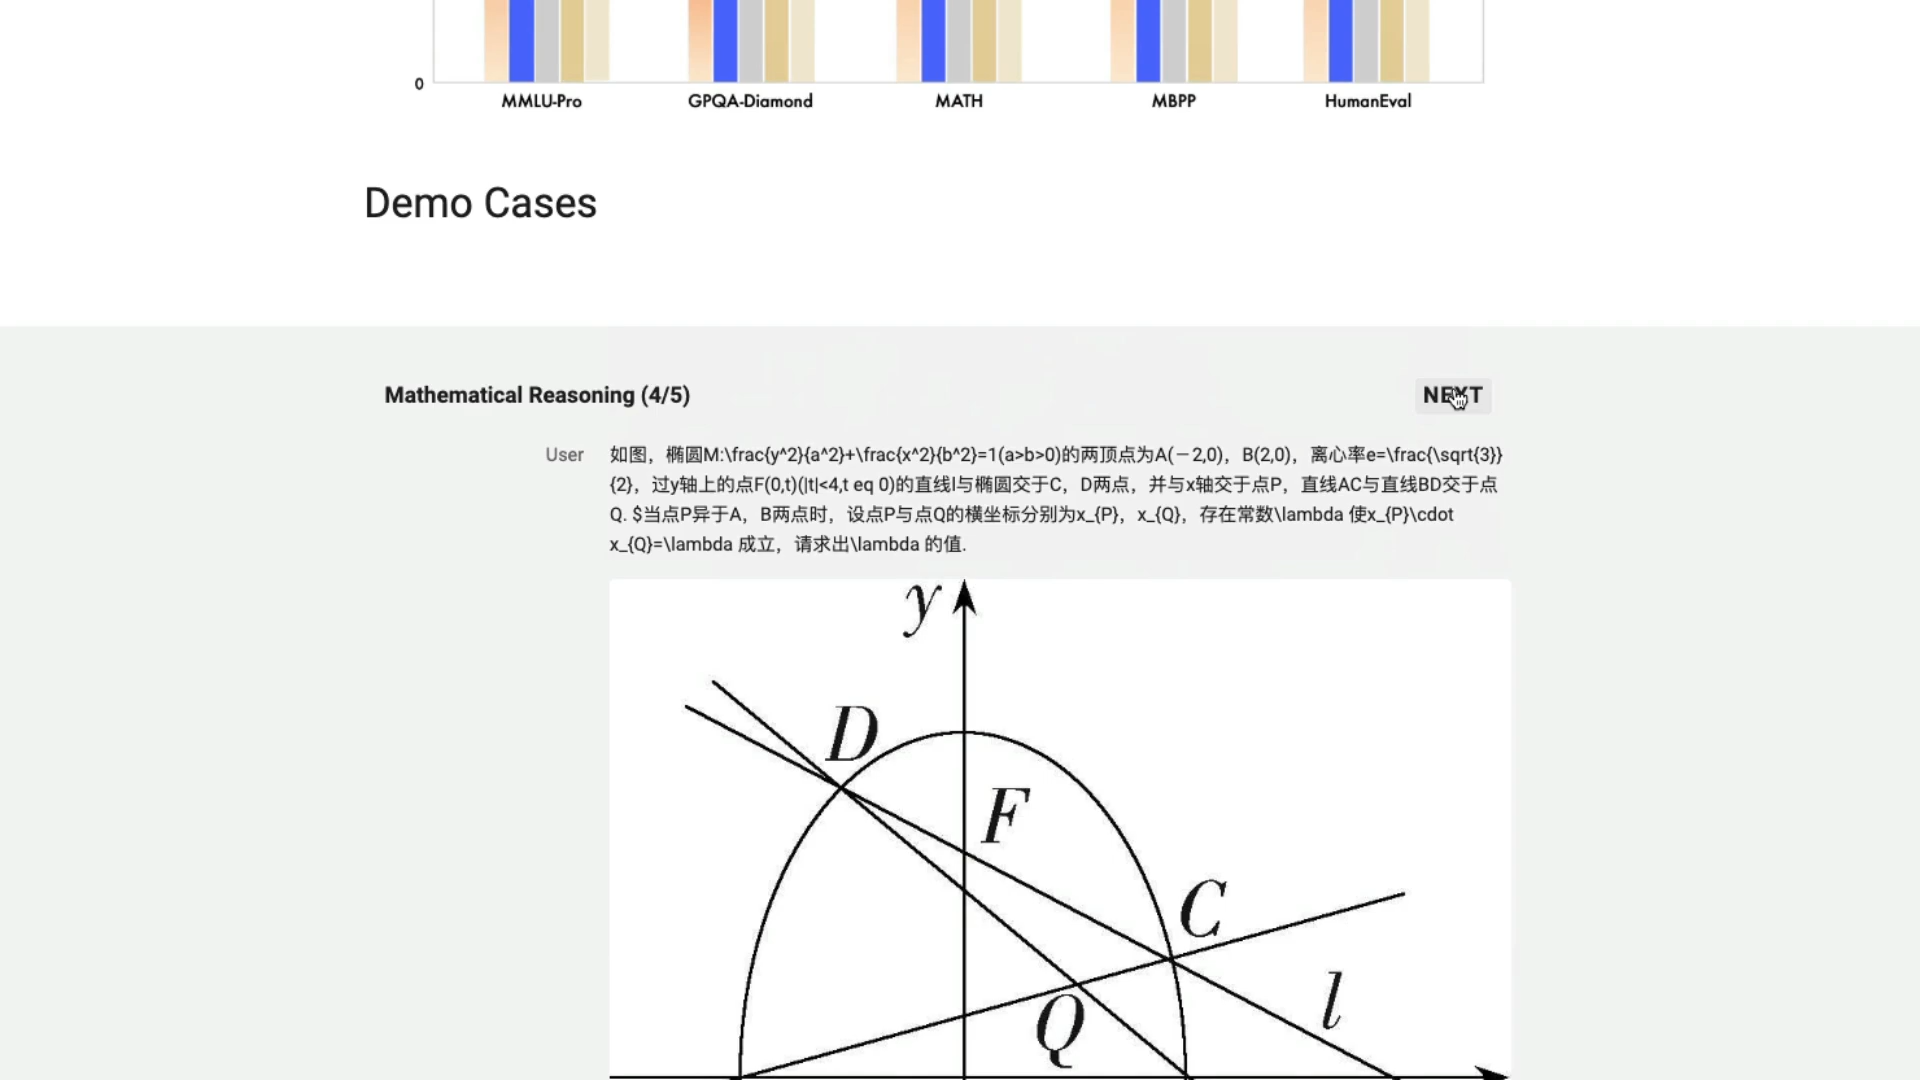 0
MMLU-Pro GPQA-Diamond MATH MBPP HumanEval
Demo Cases
Mathematical Reasoning (4/5) NEXT
User 如图，椭圆M:\frac{y^2}{a^2}+\frac{x^2}{b^2}=1(a>b>0)的两顶点为A(－2,0)，B(2,0)，离心率e=\frac{\sqrt{3}}
{2}，过y轴上的点F(0,t)(|t|<4,t eq 0)的直线l与椭圆交于C，D两点，并与x轴交于点P，直线AC与直线BD交于点
Q. $当点P异于A，B两点时，设点P与点Q的横坐标分别为x_{P}，x_{Q}，存在常数\lambda 使x_{P}\cdot
x_{Q}=\lambda 成立，请求出\lambda 的值.
y
D
F
C
l
Q